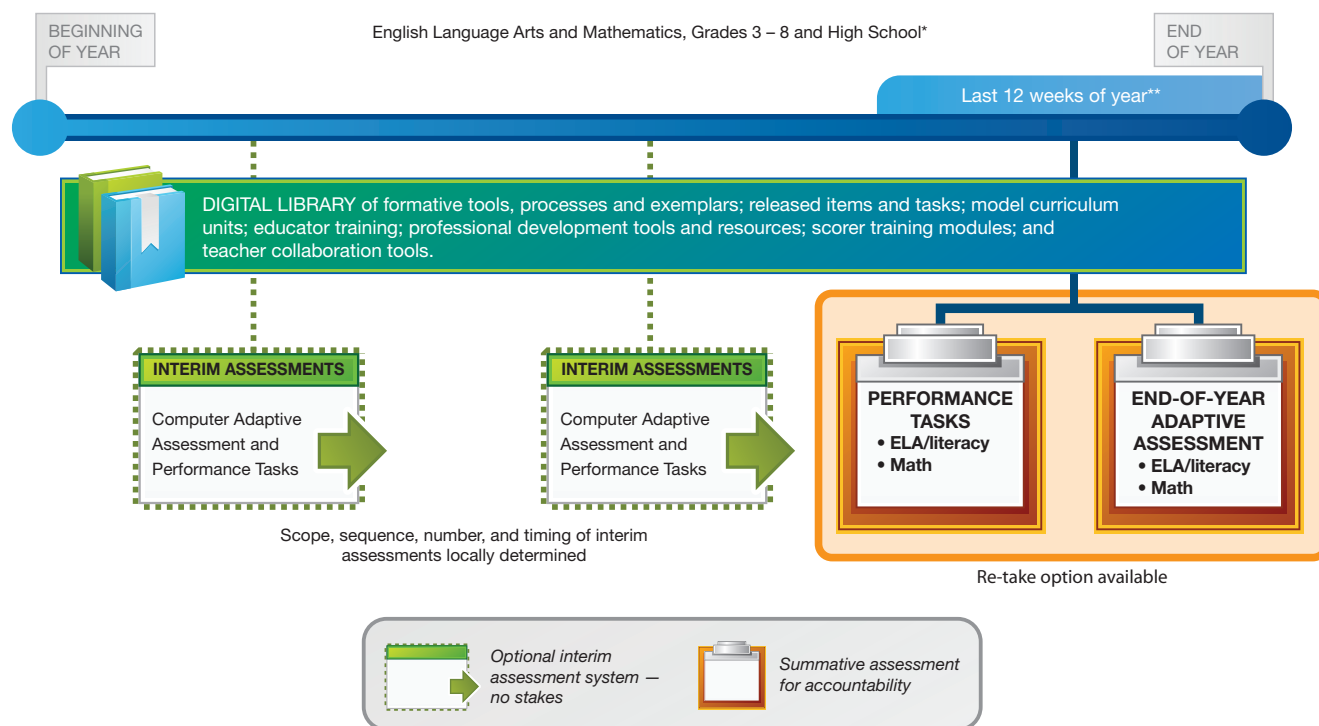 BEGINNING
OF YEAR
English Language Arts and Mathematics, Grades 3 – 8 and High School*
END
OF YEAR
Last 12 weeks of year**
DIGITAL LIBRARY of formative tools, processes and exemplars; released items and tasks; model curriculum
units; educator training; professional development tools and resources; scorer training modules; and
teacher collaboration tools.
INTERIM ASSESSMENTS
Computer Adaptive
Assessment and
Performance Tasks
INTERIM ASSESSMENTS
Computer Adaptive
Assessment and
Performance Tasks
PERFORMANCE
TASKS
• ELA/literacy
• Math
END-OF-YEAR
ADAPTIVE
ASSESSMENT
• ELA/literacy
• Math
Scope, sequence, number, and timing of interim
assessments locally determined
Re-take option available
Optional interim
assessment system —
no stakes
Summative assessment
for accountability